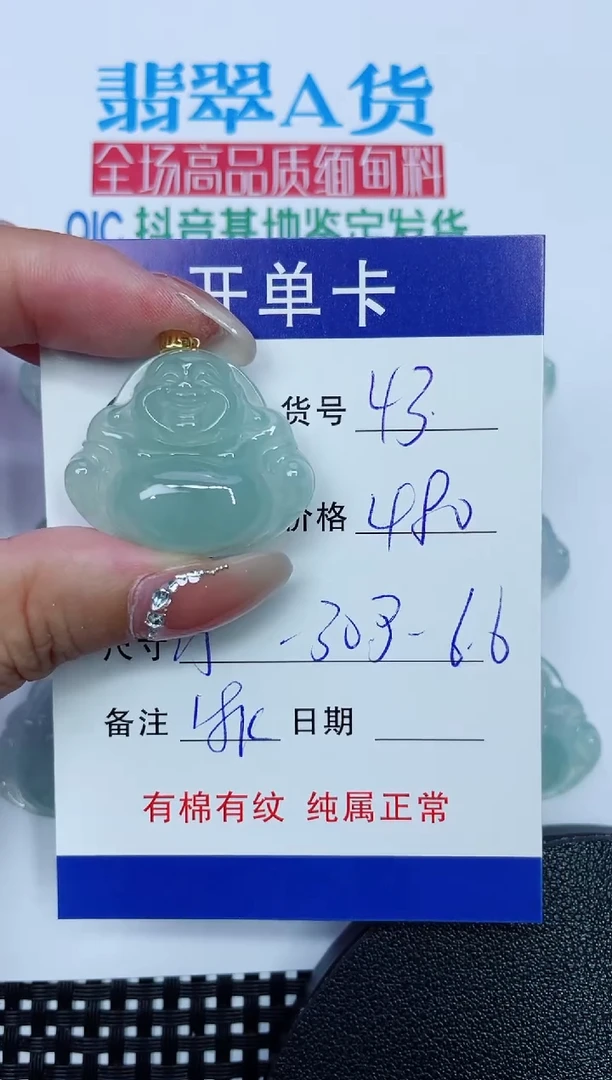 翡翠A货
全场高品质缅甸料
QIC 抖音基地鉴定发货
开单卡
货号 43
价格 480
尺寸 -30.3-6.6
备注 18K 日期
有棉有纹 纯属正常